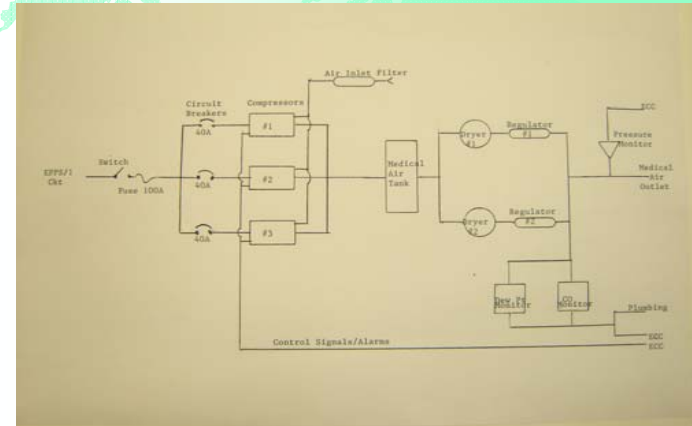 Air Inlet Filter
Circuit
Breakers
40A
Compressors
#1
Switch
EPPS/1
Ckt
Fuse 100A
40A
#2
40A
#3
Medical
Air
Tank
Dryer
#1
Regulator
#1
Dryer
#2
Regulator
#2
ECC
Pressure
Monitor
Medical
Air
Outlet
Dew Pt
Monitor
CO
Monitor
Plumbing
ECC
ECC
Control Signals/Alarms